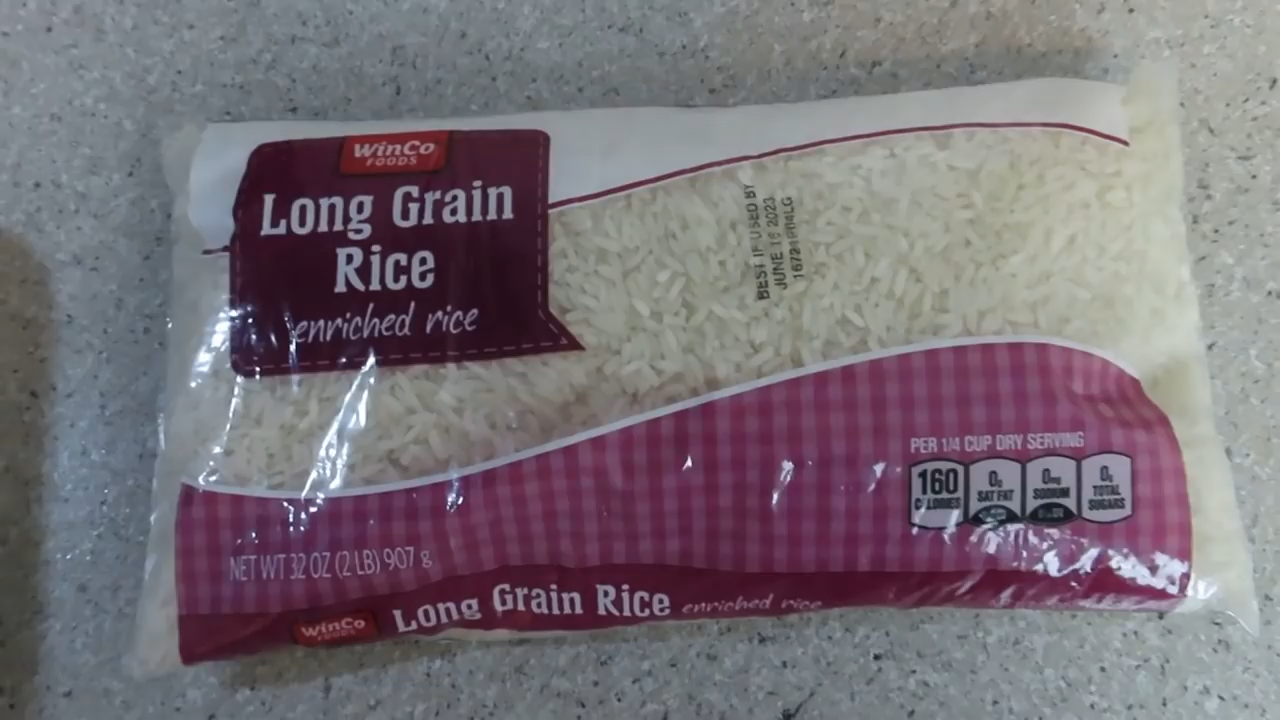 WinCo
FOODS
Long Grain
Rice
enriched rice
BEST IF USED BY
JUNE 16 2023
PER 1/4 CUP DRY SERVING
160
CALORIES
0g
SAT FAT
0mg
SODIUM
0g
TOTAL
SUGARS
NET WT 32 OZ (2 LB) 907 g
WinCo
FOODS
Long Grain Rice enriched rice